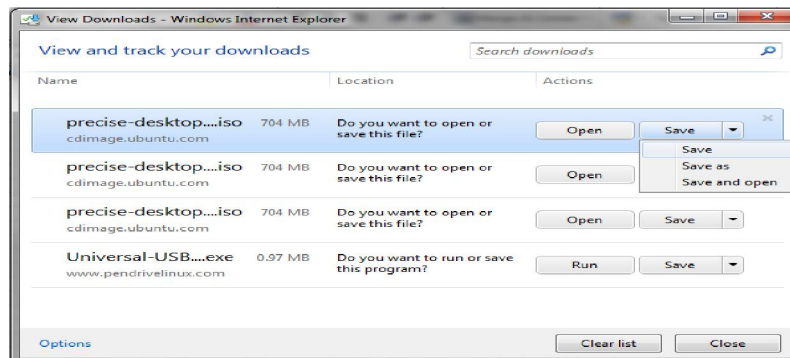 View Downloads - Windows Internet Explorer
View and track your downloads
Search downloads
Name Location Actions
precise-desktop....iso 704 MB Do you want to open or Open Save
cdimage.ubuntu.com save this file?
Save
Save as
Save and open
precise-desktop....iso 704 MB Do you want to open or Open
cdimage.ubuntu.com save this file?
precise-desktop....iso 704 MB Do you want to open or Open Save
cdimage.ubuntu.com save this file?
Universal-USB....exe 0.97 MB Do you want to run or save Run Save
www.pendrivelinux.com this program?
Options Clear list Close